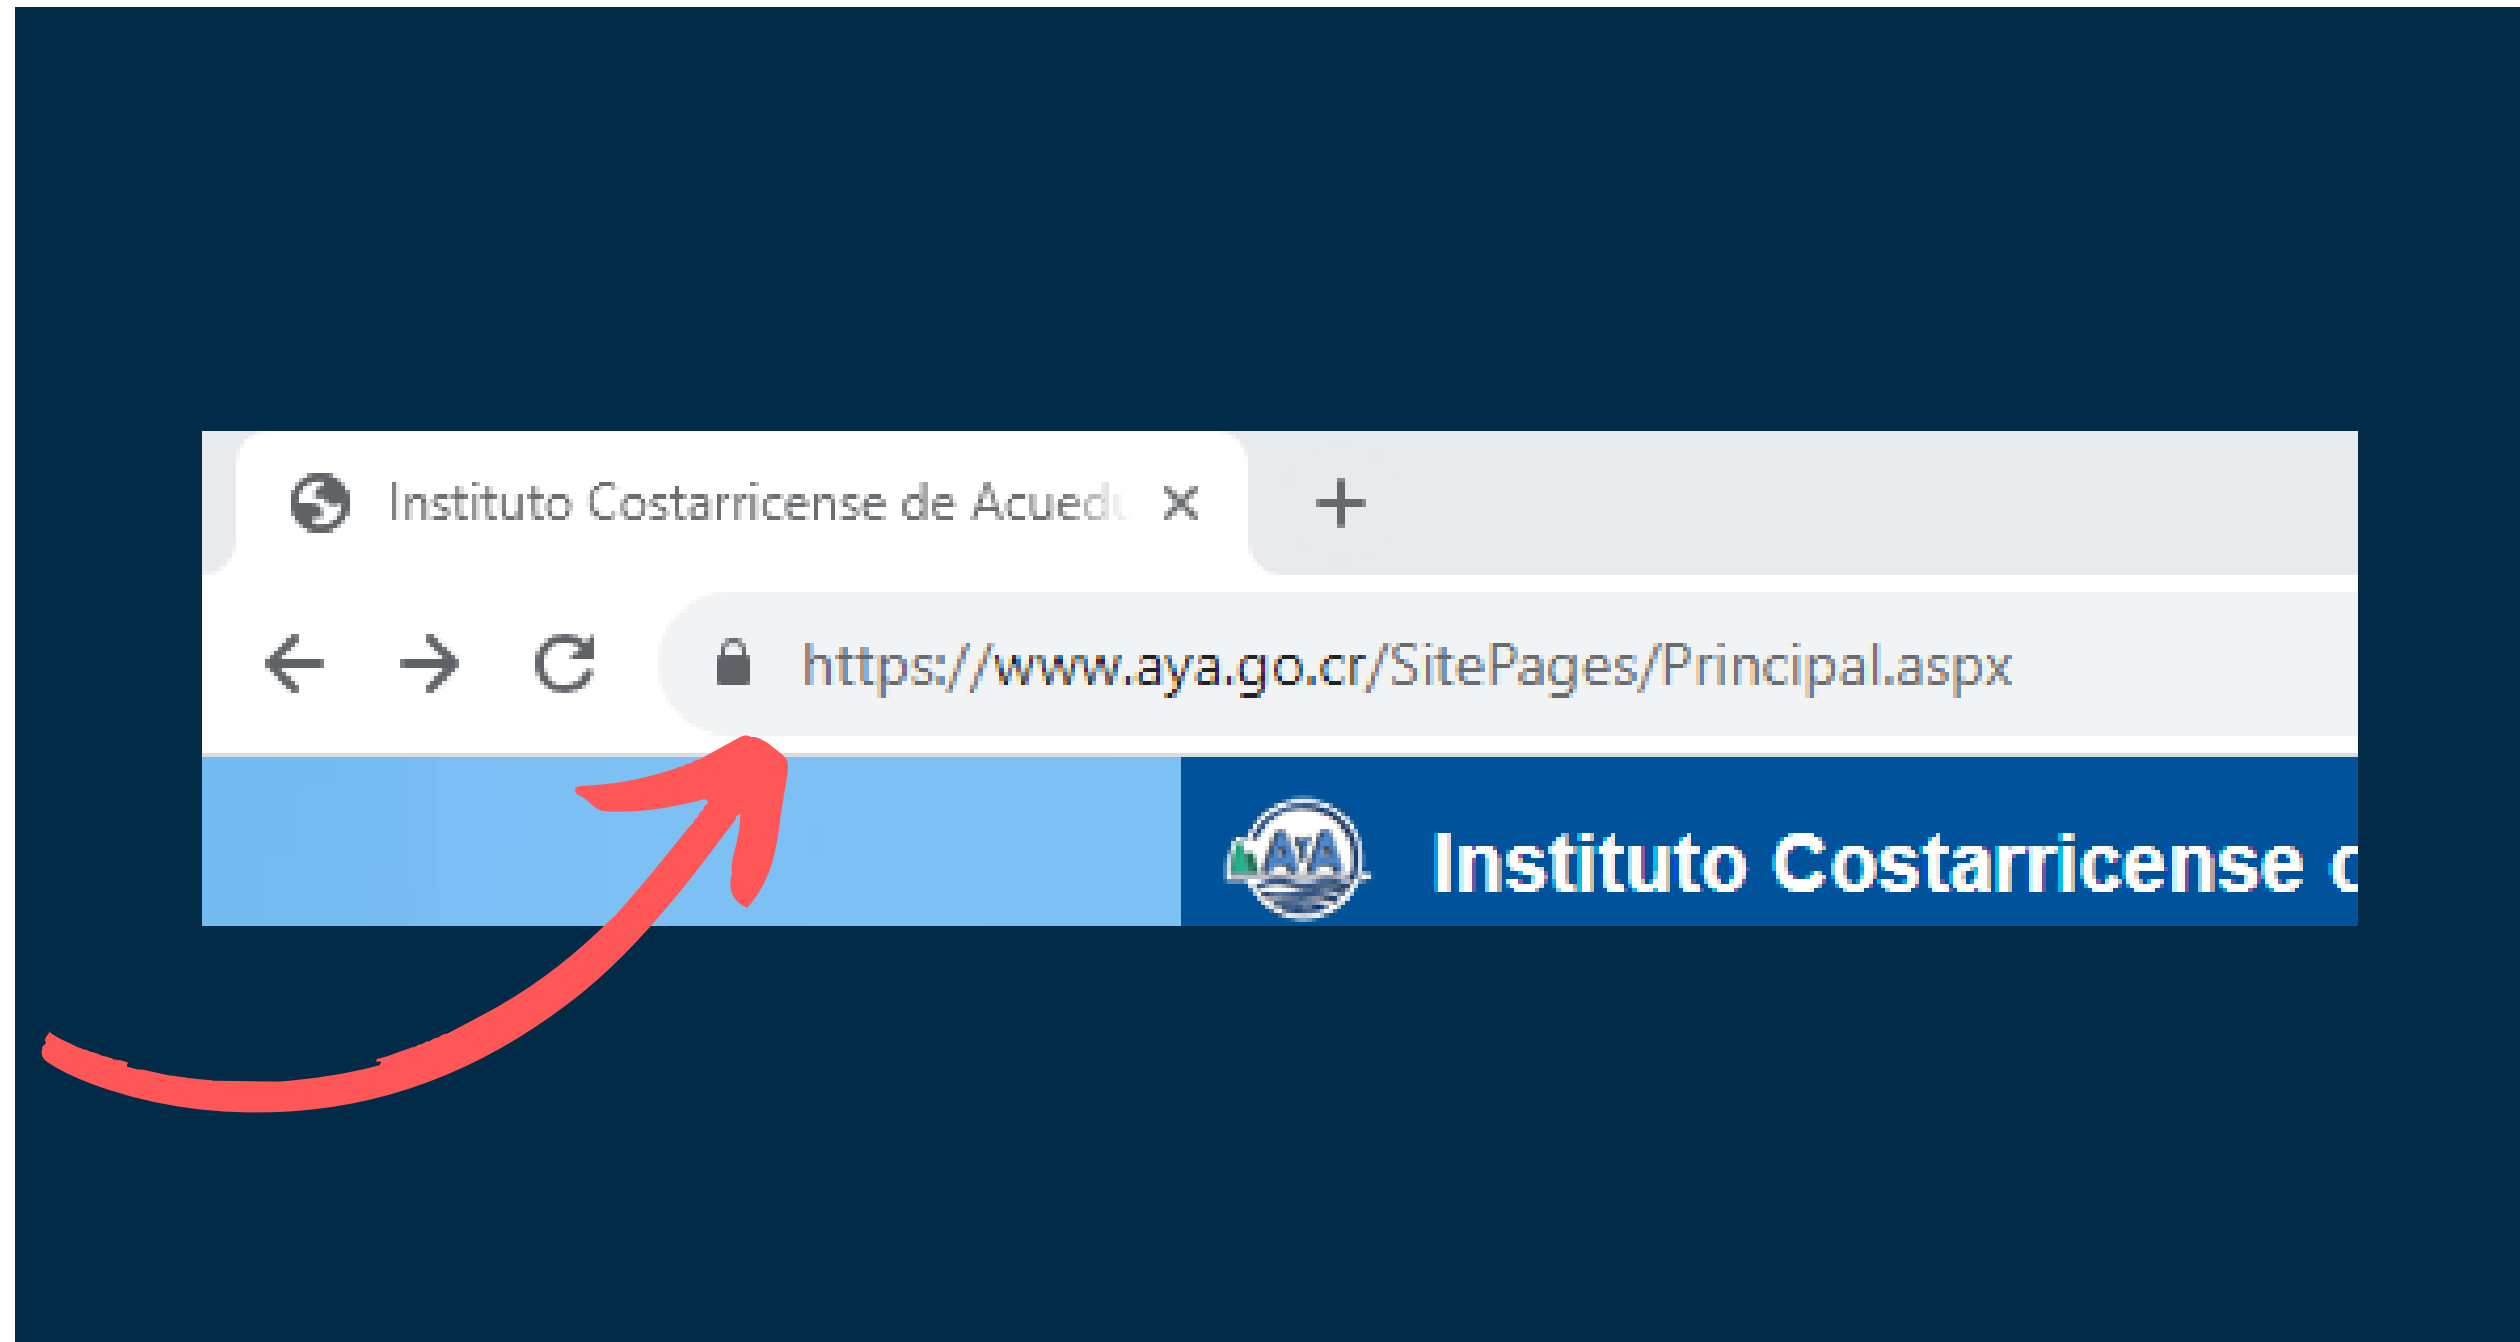 Instituto Costarricense de Acued
https://www.aya.go.cr/SitePages/Principal.aspx
AYA
Instituto Costarricense